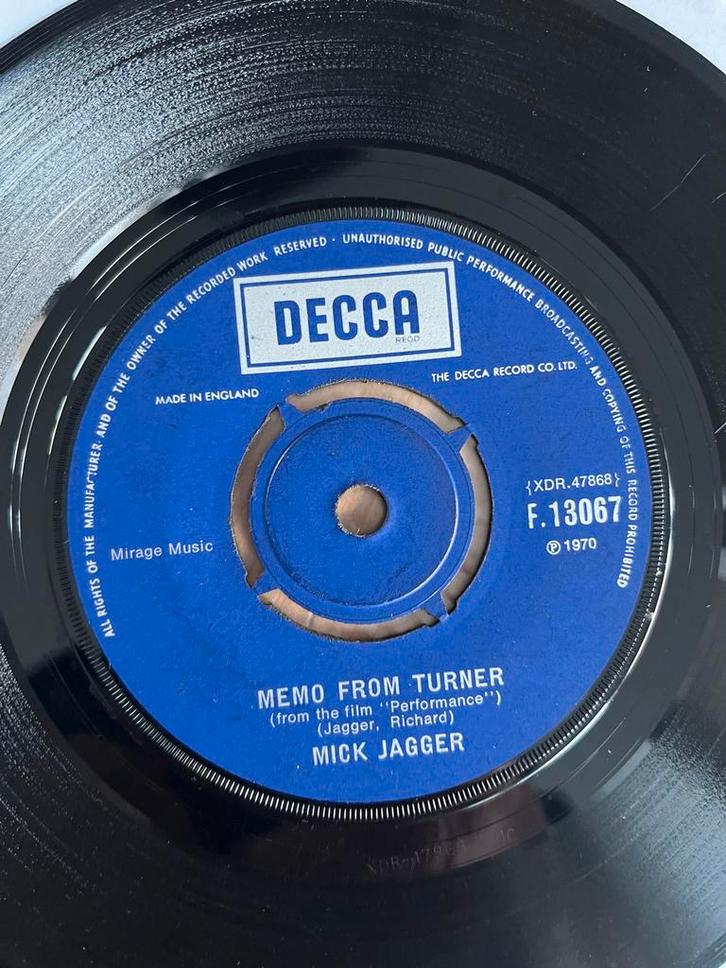 ALL RIGHTS OF THE MANUFACTURER AND OF THE OWNER OF THE RECORDED WORK RESERVED · UNAUTHORISED PUBLIC PERFORMANCE BROADCASTING AND COPYING OF THIS RECORD PROHIBITED
DECCA
REGD
MADE IN ENGLAND
THE DECCA RECORD CO. LTD.
{XDR.47868}
F.13067
℗ 1970
Mirage Music
MEMO FROM TURNER
(from the film "Performance")
(Jagger, Richard)
MICK JAGGER